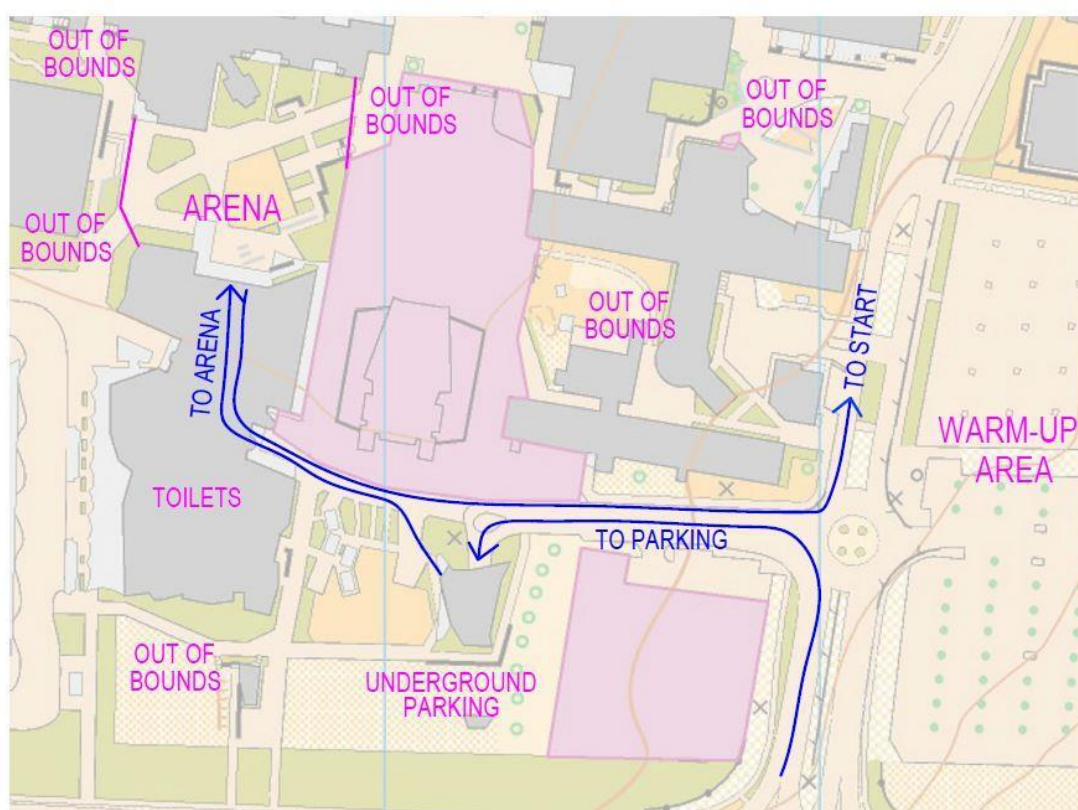 OUT OF
BOUNDS
OUT OF
BOUNDS
OUT OF
BOUNDS
ARENA
OUT OF
BOUNDS
OUT OF
BOUNDS
TO START
TO ARENA
WARM-UP
AREA
TOILETS
TO PARKING
OUT OF
BOUNDS
UNDERGROUND
PARKING